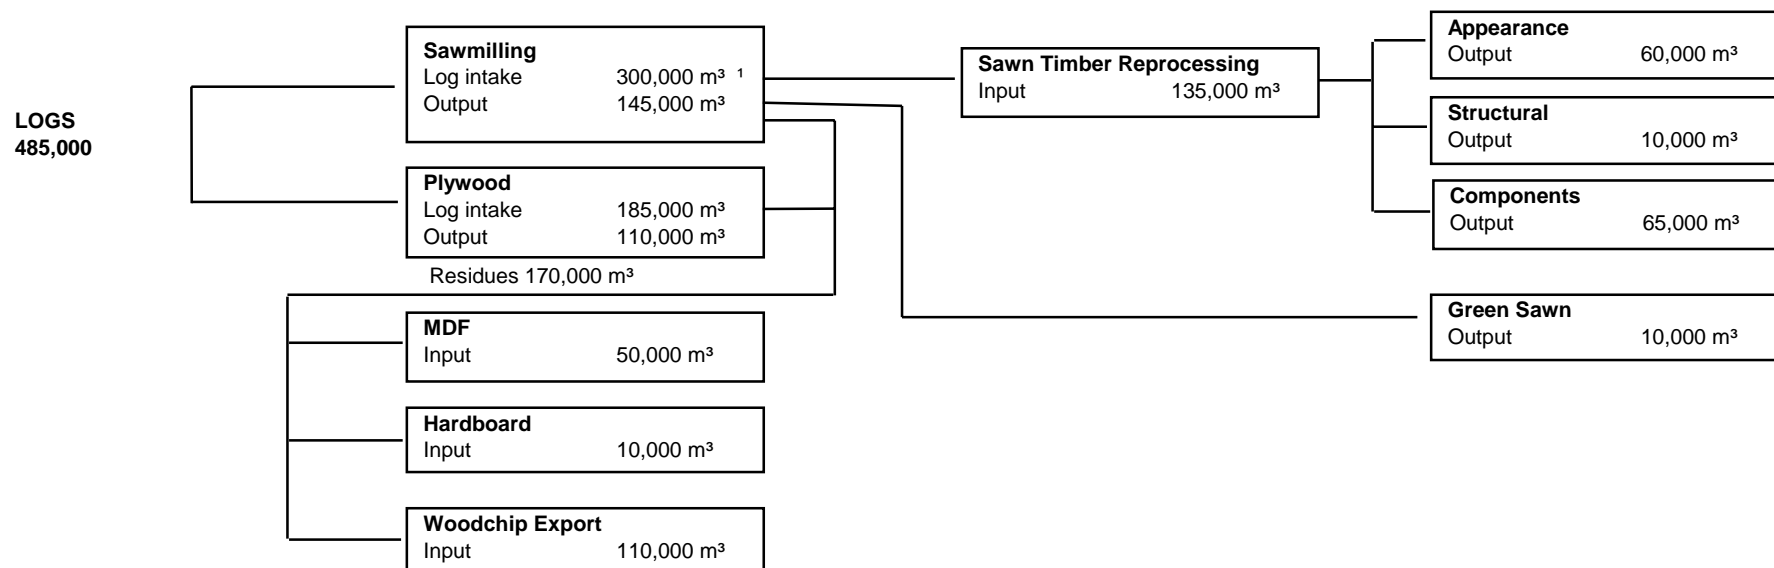 LOGS
485,000
Sawmilling
Log intake 300,000 m³ ¹
Output 145,000 m³
Plywood
Log intake 185,000 m³
Output 110,000 m³
Residues 170,000 m³
MDF
Input 50,000 m³
Hardboard
Input 10,000 m³
Woodchip Export
Input 110,000 m³
Sawn Timber Reprocessing
Input 135,000 m³
Appearance
Output 60,000 m³
Structural
Output 10,000 m³
Components
Output 65,000 m³
Green Sawn
Output 10,000 m³